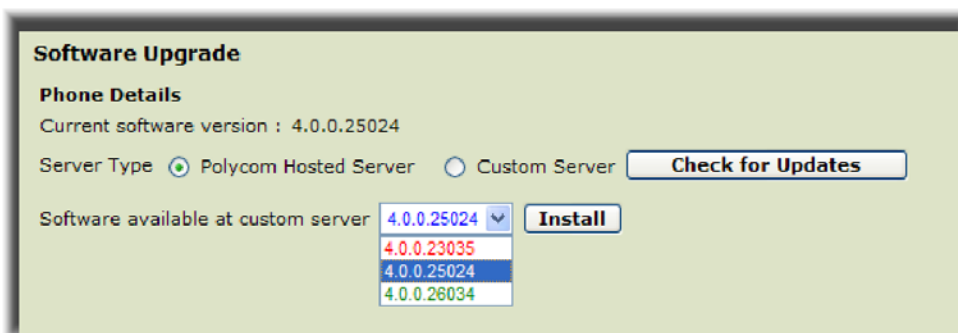 Software Upgrade
Phone Details
Current software version : 4.0.0.25024
Server Type Polycom Hosted Server Custom Server Check for Updates
Software available at custom server 4.0.0.25024 Install
4.0.0.23035
4.0.0.25024
4.0.0.26034